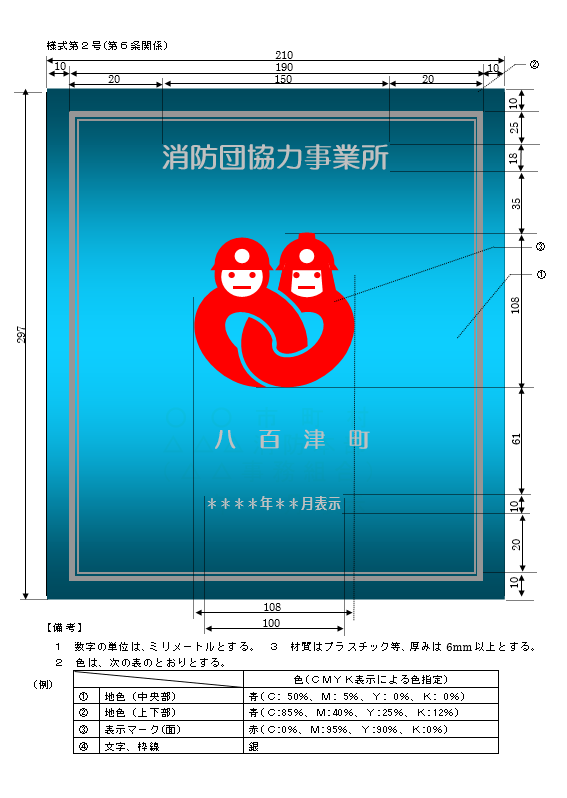 様式第２号(第６条関係)
210
10 190 10 ②
20 150 20
10
25
消防団協力事業所
18
35
③
①
108
297
八百津町
61
＊＊＊＊年＊＊月表示
10
20
10
108
100
【備考】
１　数字の単位は、ミリメートルとする。　３　材質はプラスチック等、厚みは 6mm以上とする。
２　色は、次の表のとおりとする。
（例）
色(ＣＭＹＫ表示による色指定)
① 地色（中央部） 青(Ｃ: 50%、Ｍ: 5%、Ｙ: 0%、Ｋ: 0%)
② 地色（上下部） 青(Ｃ:85%、Ｍ:40%、Ｙ:25%、Ｋ:12%)
③ 表示マーク(面) 赤(Ｃ:0%、Ｍ:95%、Ｙ:90%、Ｋ:0%)
④ 文字、枠線 銀